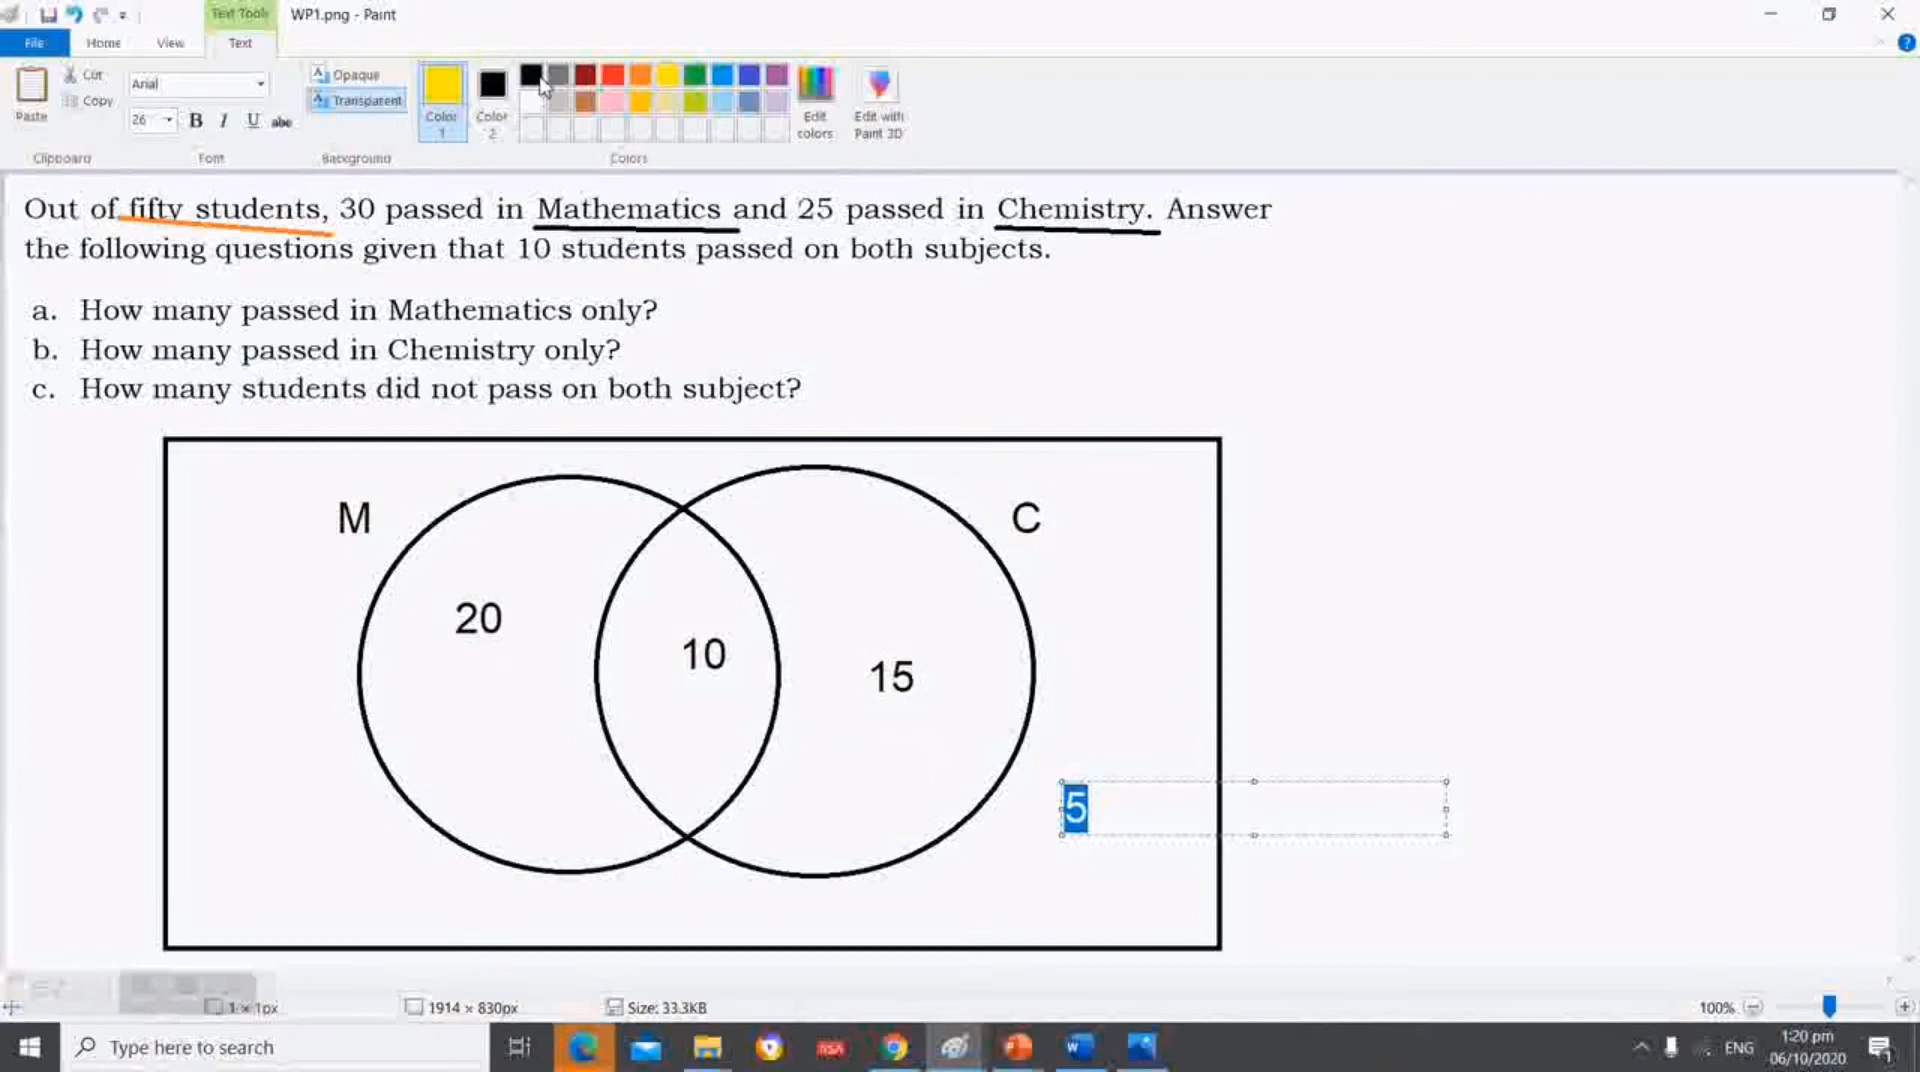 Text Tools
WP1.png - Paint
File
Home
View
Text
Paste
Cut
Copy
Clipboard
Arial
26
B I U abc
Font
Opaque
Transparent
Background
Color 1
Color 2
Colors
Edit colors
Edit with Paint 3D
Out of fifty students, 30 passed in Mathematics and 25 passed in Chemistry. Answer
the following questions given that 10 students passed on both subjects.
a. How many passed in Mathematics only?
b. How many passed in Chemistry only?
c. How many students did not pass on both subject?
M
C
20
10
15
5
1 × 1px
1914 × 830px
Size: 33.3KB
100%
Type here to search
ENG
1:20 pm
06/10/2020